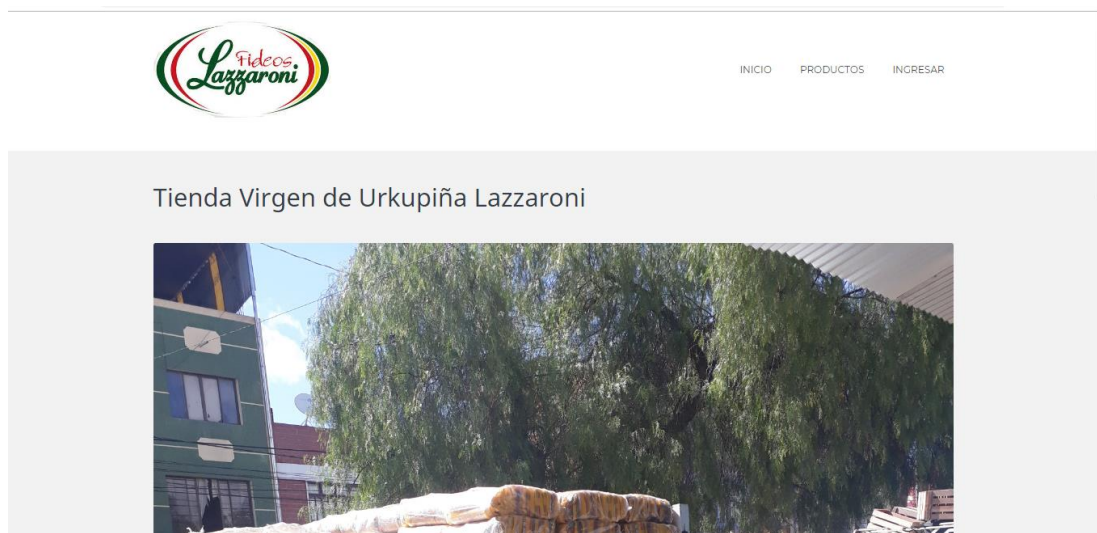 Fideos
Lazzaroni
INICIO PRODUCTOS INGRESAR
Tienda Virgen de Urkupiña Lazzaroni